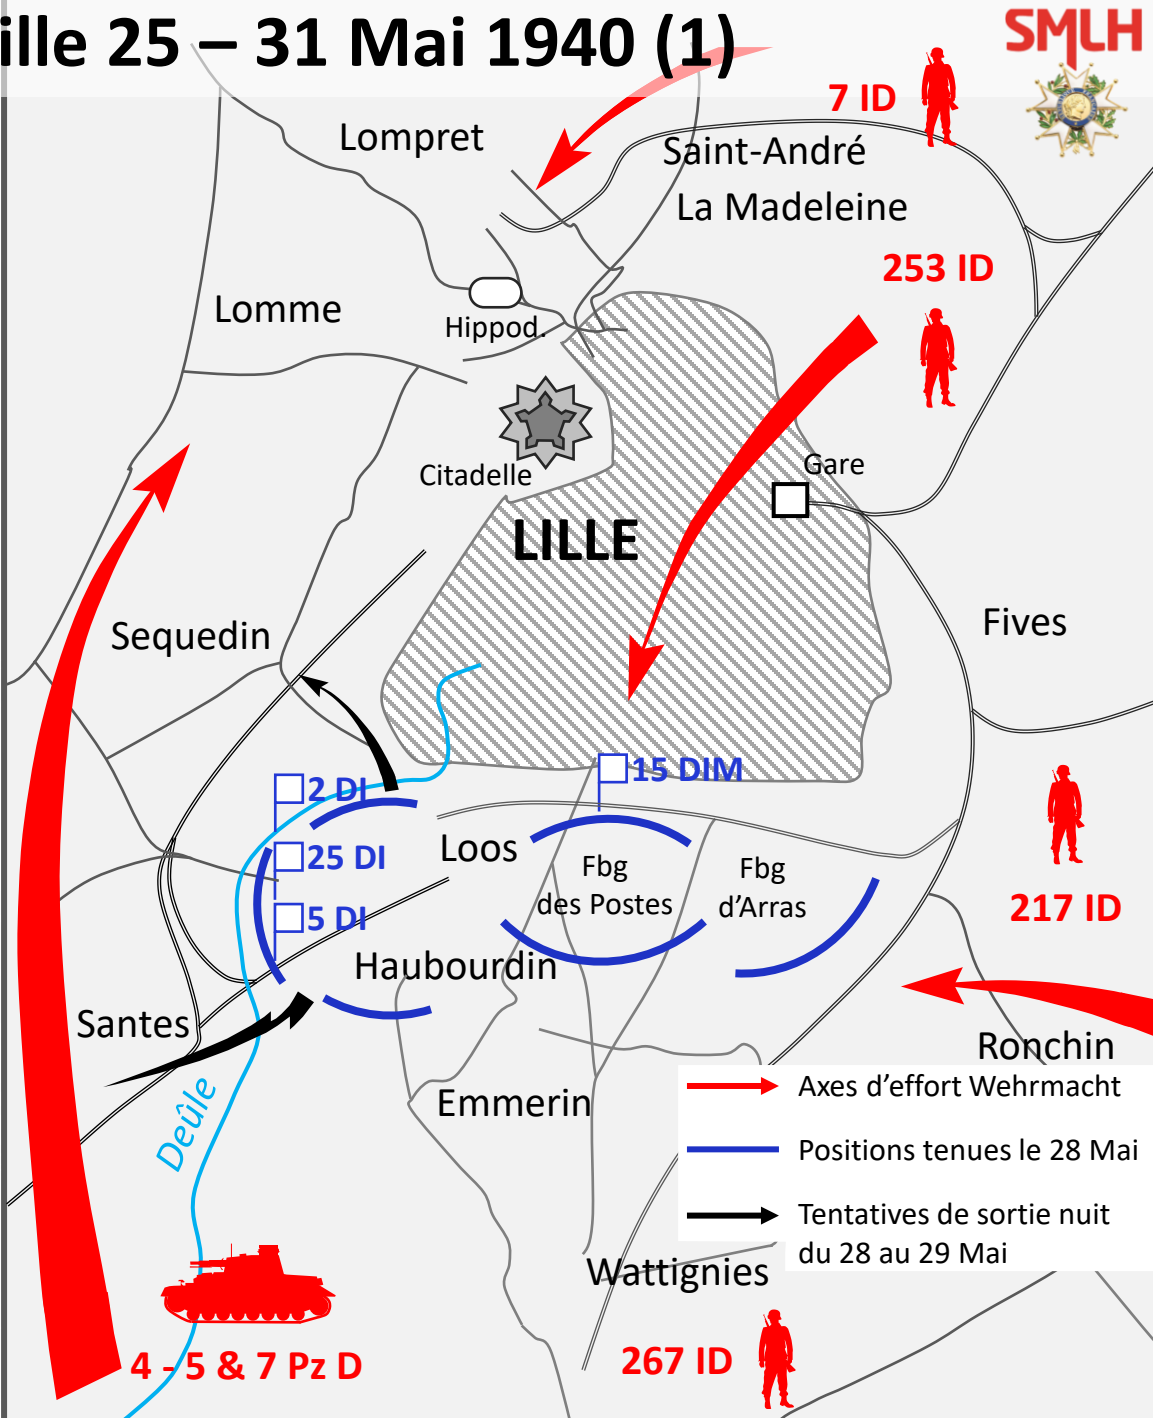 ille 25 – 31 Mai 1940 (1)
SMLH
7 ID
Lompret
Saint-André
La Madeleine
253 ID
Lomme
Hippod.
Gare
Citadelle
LILLE
Fives
Sequedin
15 DIM
2 DI
Loos
25 DI
Fbg
des Postes
Fbg
d'Arras
5 DI
217 ID
Haubourdin
Santes
Ronchin
Emmerin
Deûle
Axes d'effort Wehrmacht
Positions tenues le 28 Mai
Tentatives de sortie nuit
du 28 au 29 Mai
Wattignies
4 - 5 & 7 Pz D
267 ID